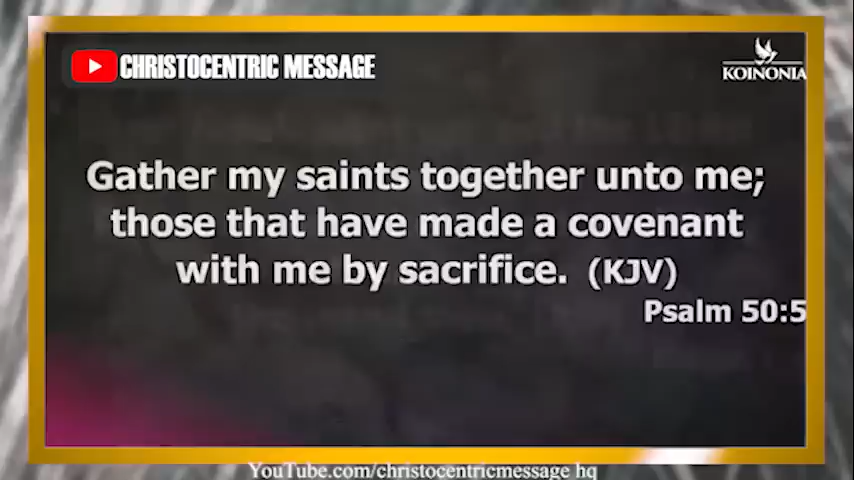 CHRISTOCENTRIC MESSAGE
KOINONIA
Gather my saints together unto me;
those that have made a covenant
with me by sacrifice. (KJV)
Psalm 50:5
YouTube.com/christocentricmessage hq